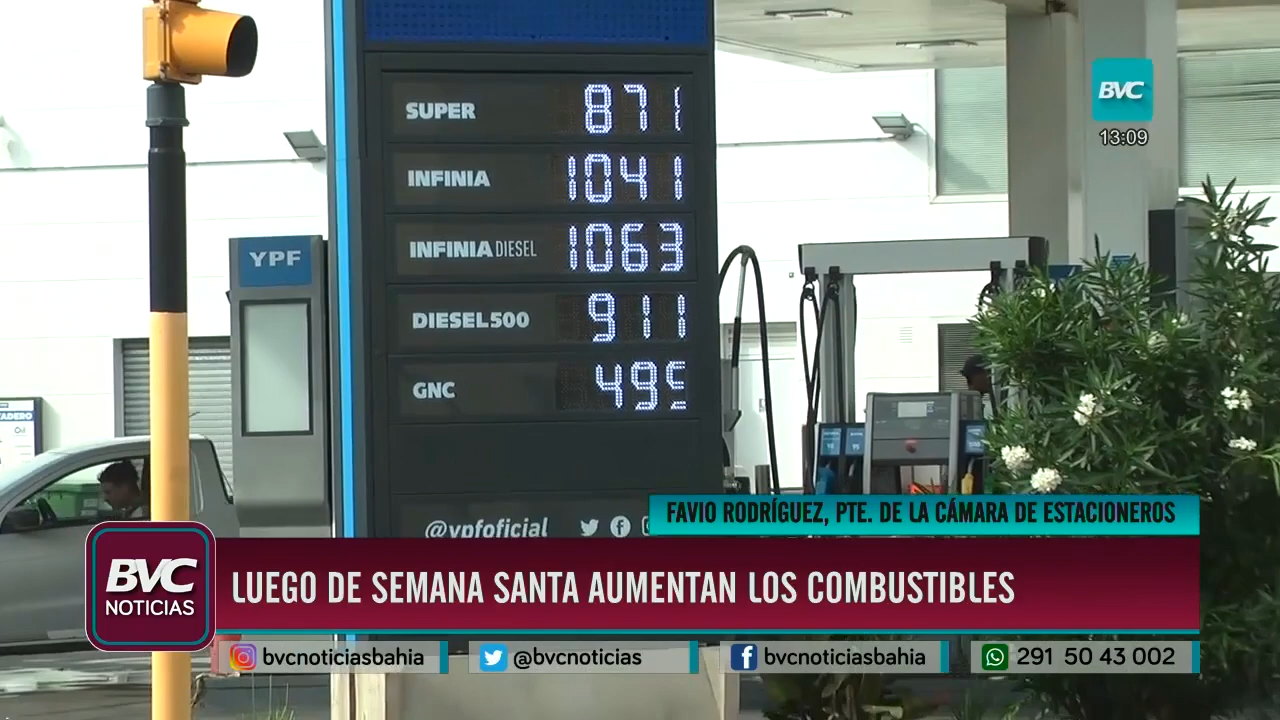 BVC
13:09
SUPER 871
INFINIA 1041
INFINIA DIESEL 1063
DIESEL500 911
GNC
YPF
@ypfoficial
FAVIO RODRÍGUEZ, PTE. DE LA CÁMARA DE ESTACIONEROS
BVC
NOTICIAS
LUEGO DE SEMANA SANTA AUMENTAN LOS COMBUSTIBLES
bvcnoticiasbahia
@bvcnoticias
bvcnoticiasbahia
291 50 43 002